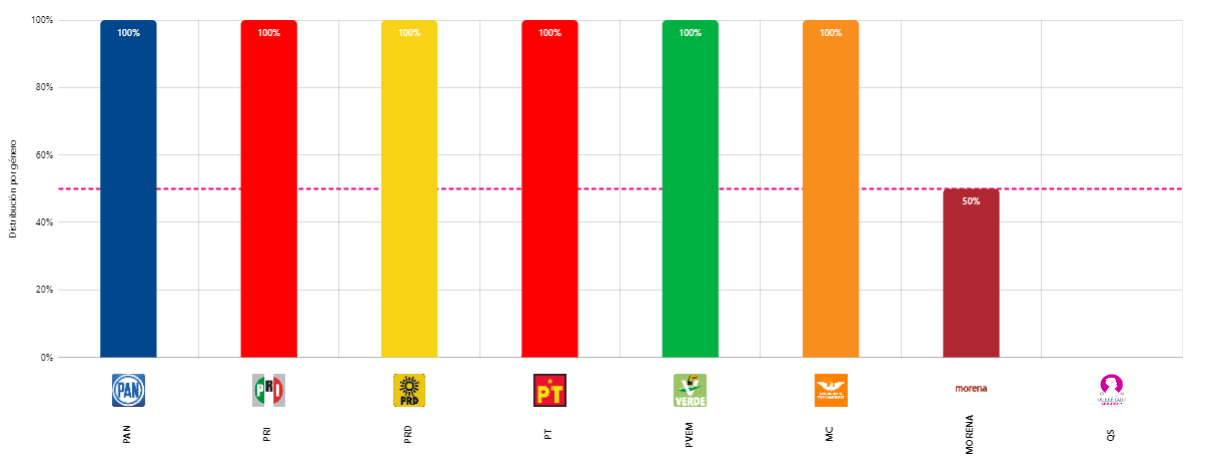 Distribución por género
100%
80%
60%
40%
20%
0%
100%
100%
100%
100%
100%
100%
50%
PAN
PRI
PRD
PT
VERDE
morena
PAN
PRI
PRD
PT
PVEM
MC
MORENA
QS